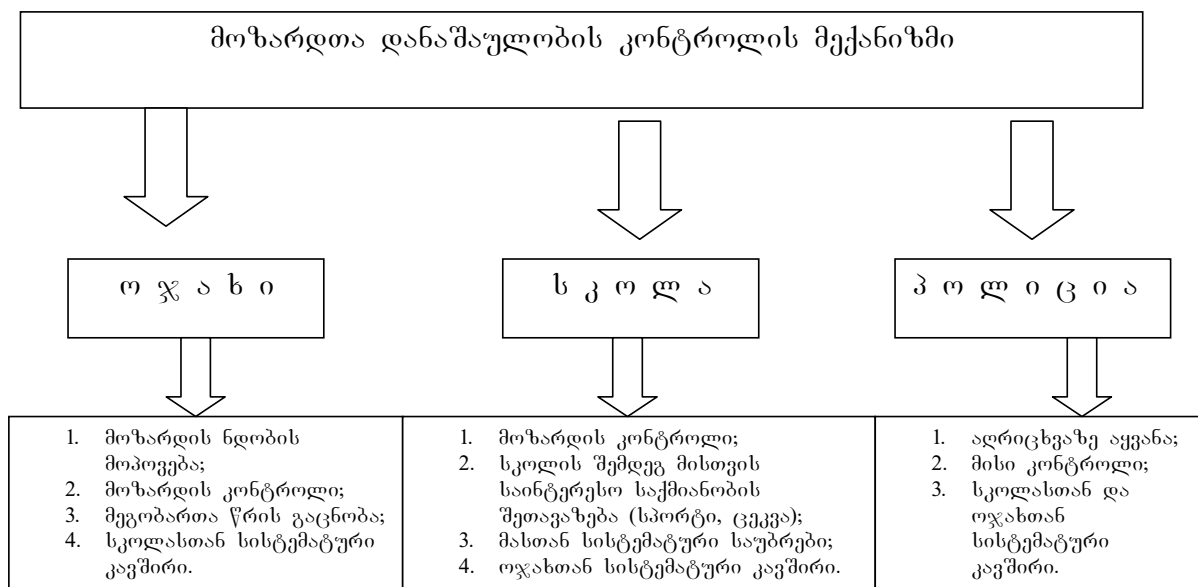 მოზარდთა დანაშაულობის კონტროლის მექანიზმი
ო ჯ ა ხ ი
ს კ ო ლ ა
პ ო ლ ი ც ი ა
1. მოზარდის ნდობის
მოპოვება;
2. მოზარდის კონტროლი;
3. მეგობართა წრის გაცნობა;
4. სკოლასთან სისტემატური
კავშირი.
1. მოზარდის კონტროლი;
2. სკოლის შემდეგ მისთვის
საინტერესო საქმიანობის
შეთავაზება (სპორტი, ცეკვა);
3. მასთან სისტემატური საუბრები;
4. ოჯახთან სისტემატური კავშირი.
1. აღრიცხვაზე აყვანა;
2. მისი კონტროლი;
3. სკოლასთან და
ოჯახთან
სისტემატური
კავშირი.